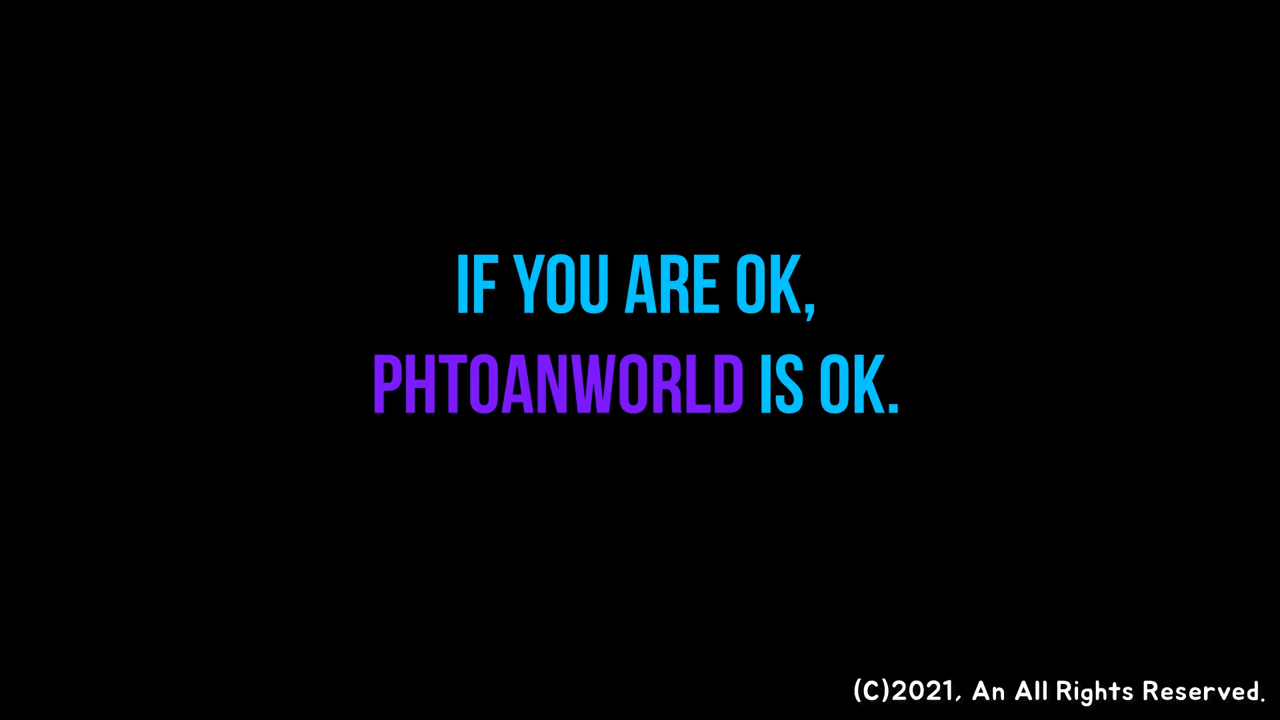 IF YOU ARE OK,
PHTOANWORLD IS OK.
(C)2021, An All Rights Reserved.